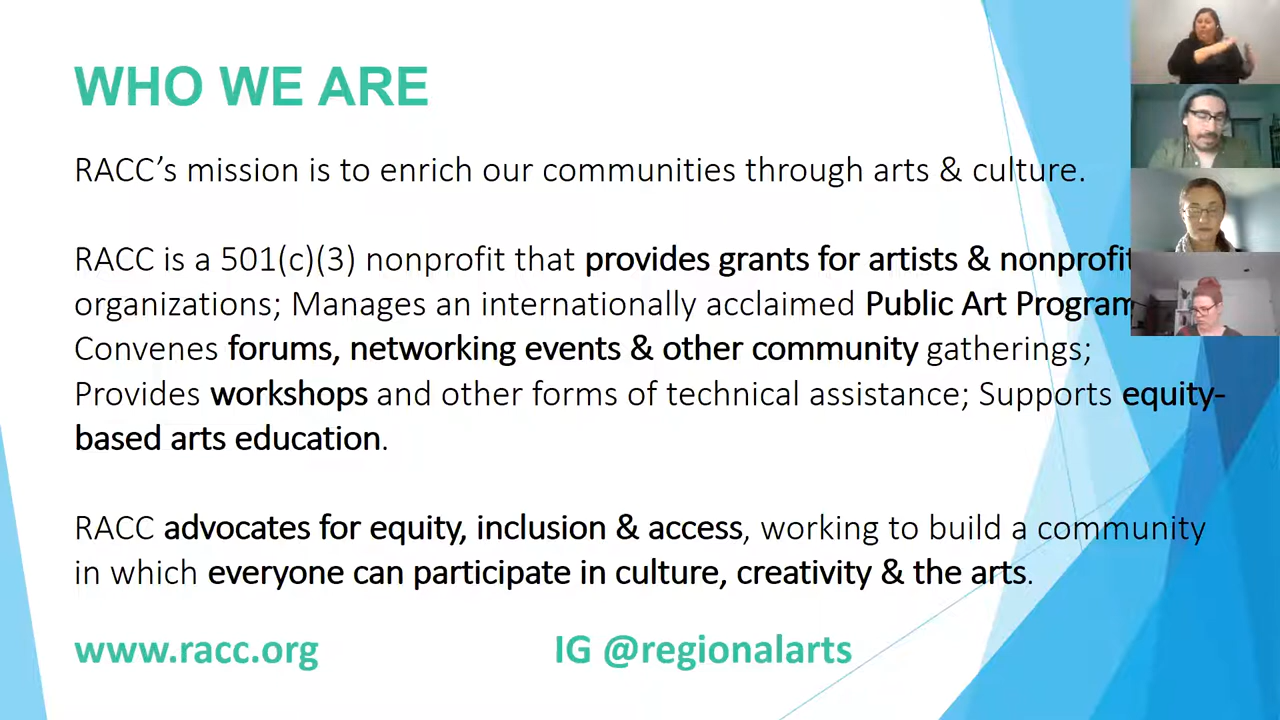 WHO WE ARE
RACC’s mission is to enrich our communities through arts & culture.
RACC is a 501(c)(3) nonprofit that provides grants for artists & nonprofit
organizations; Manages an internationally acclaimed Public Art Program
Convenes forums, networking events & other community gatherings;
Provides workshops and other forms of technical assistance; Supports equity-
based arts education.
RACC advocates for equity, inclusion & access, working to build a community
in which everyone can participate in culture, creativity & the arts.
www.racc.org IG @regionalarts